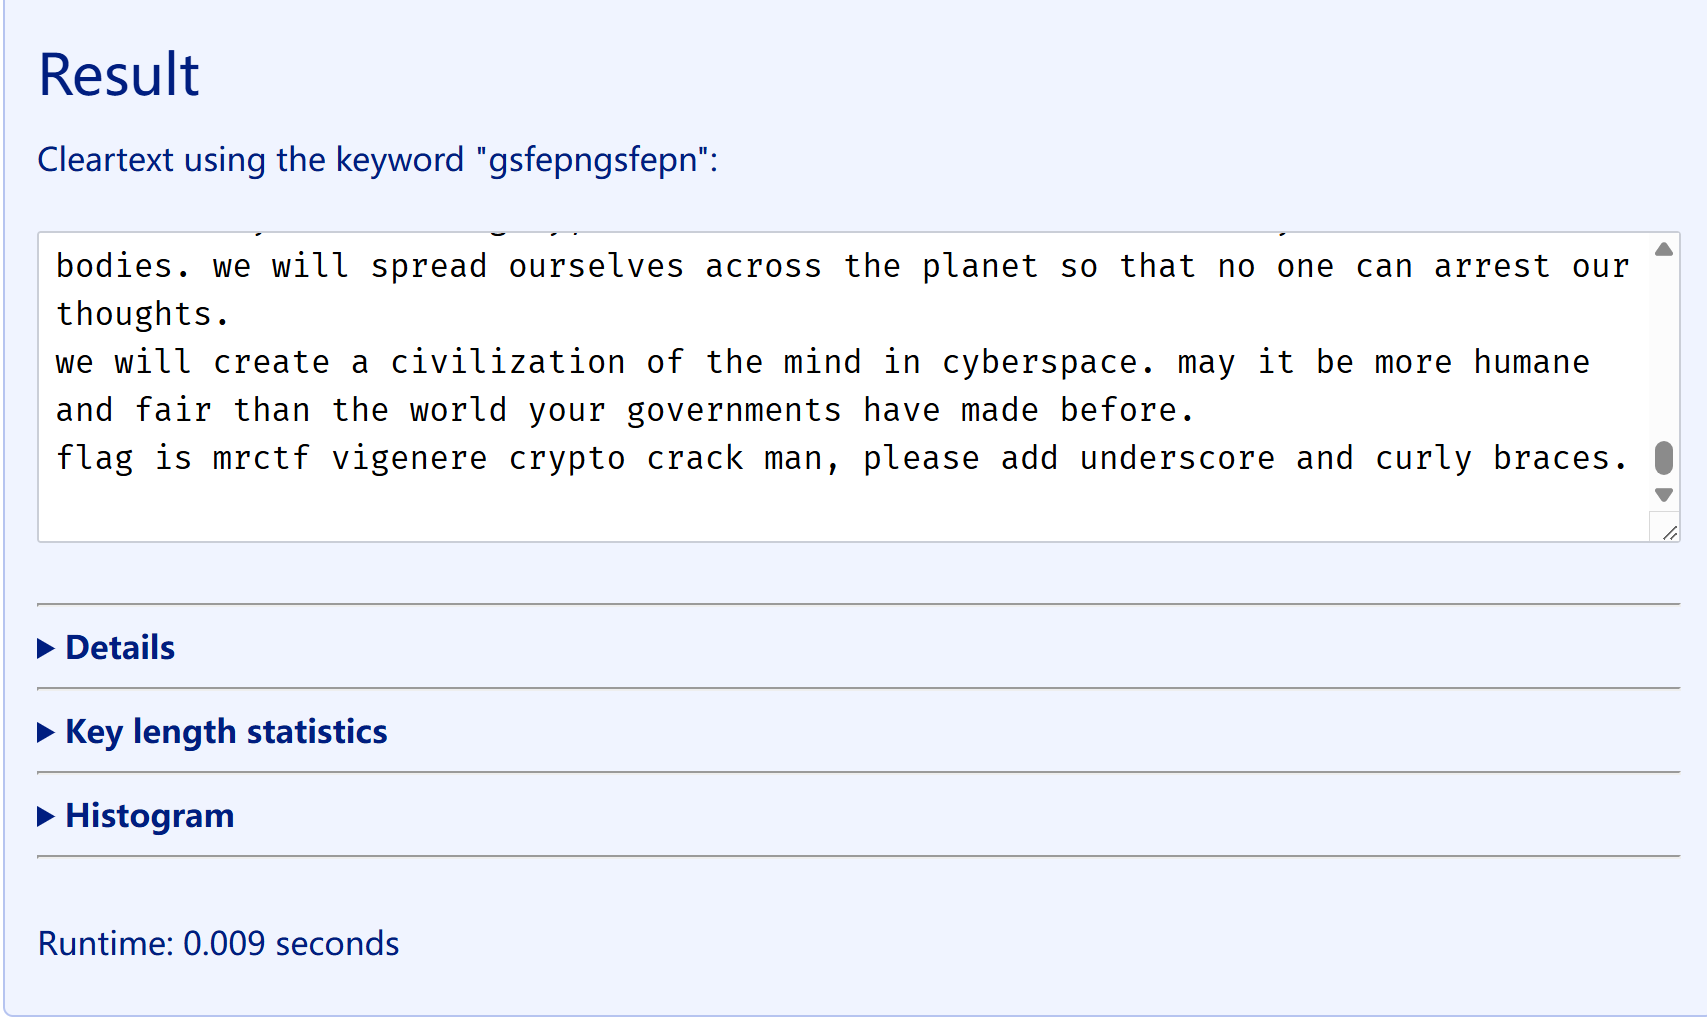 Result
Cleartext using the keyword "gsfepngsfepn":
bodies. we will spread ourselves across the planet so that no one can arrest our
thoughts.
we will create a civilization of the mind in cyberspace. may it be more humane
and fair than the world your governments have made before.
flag is mrctf vigenere crypto crack man, please add underscore and curly braces.
Details
Key length statistics
Histogram
Runtime: 0.009 seconds